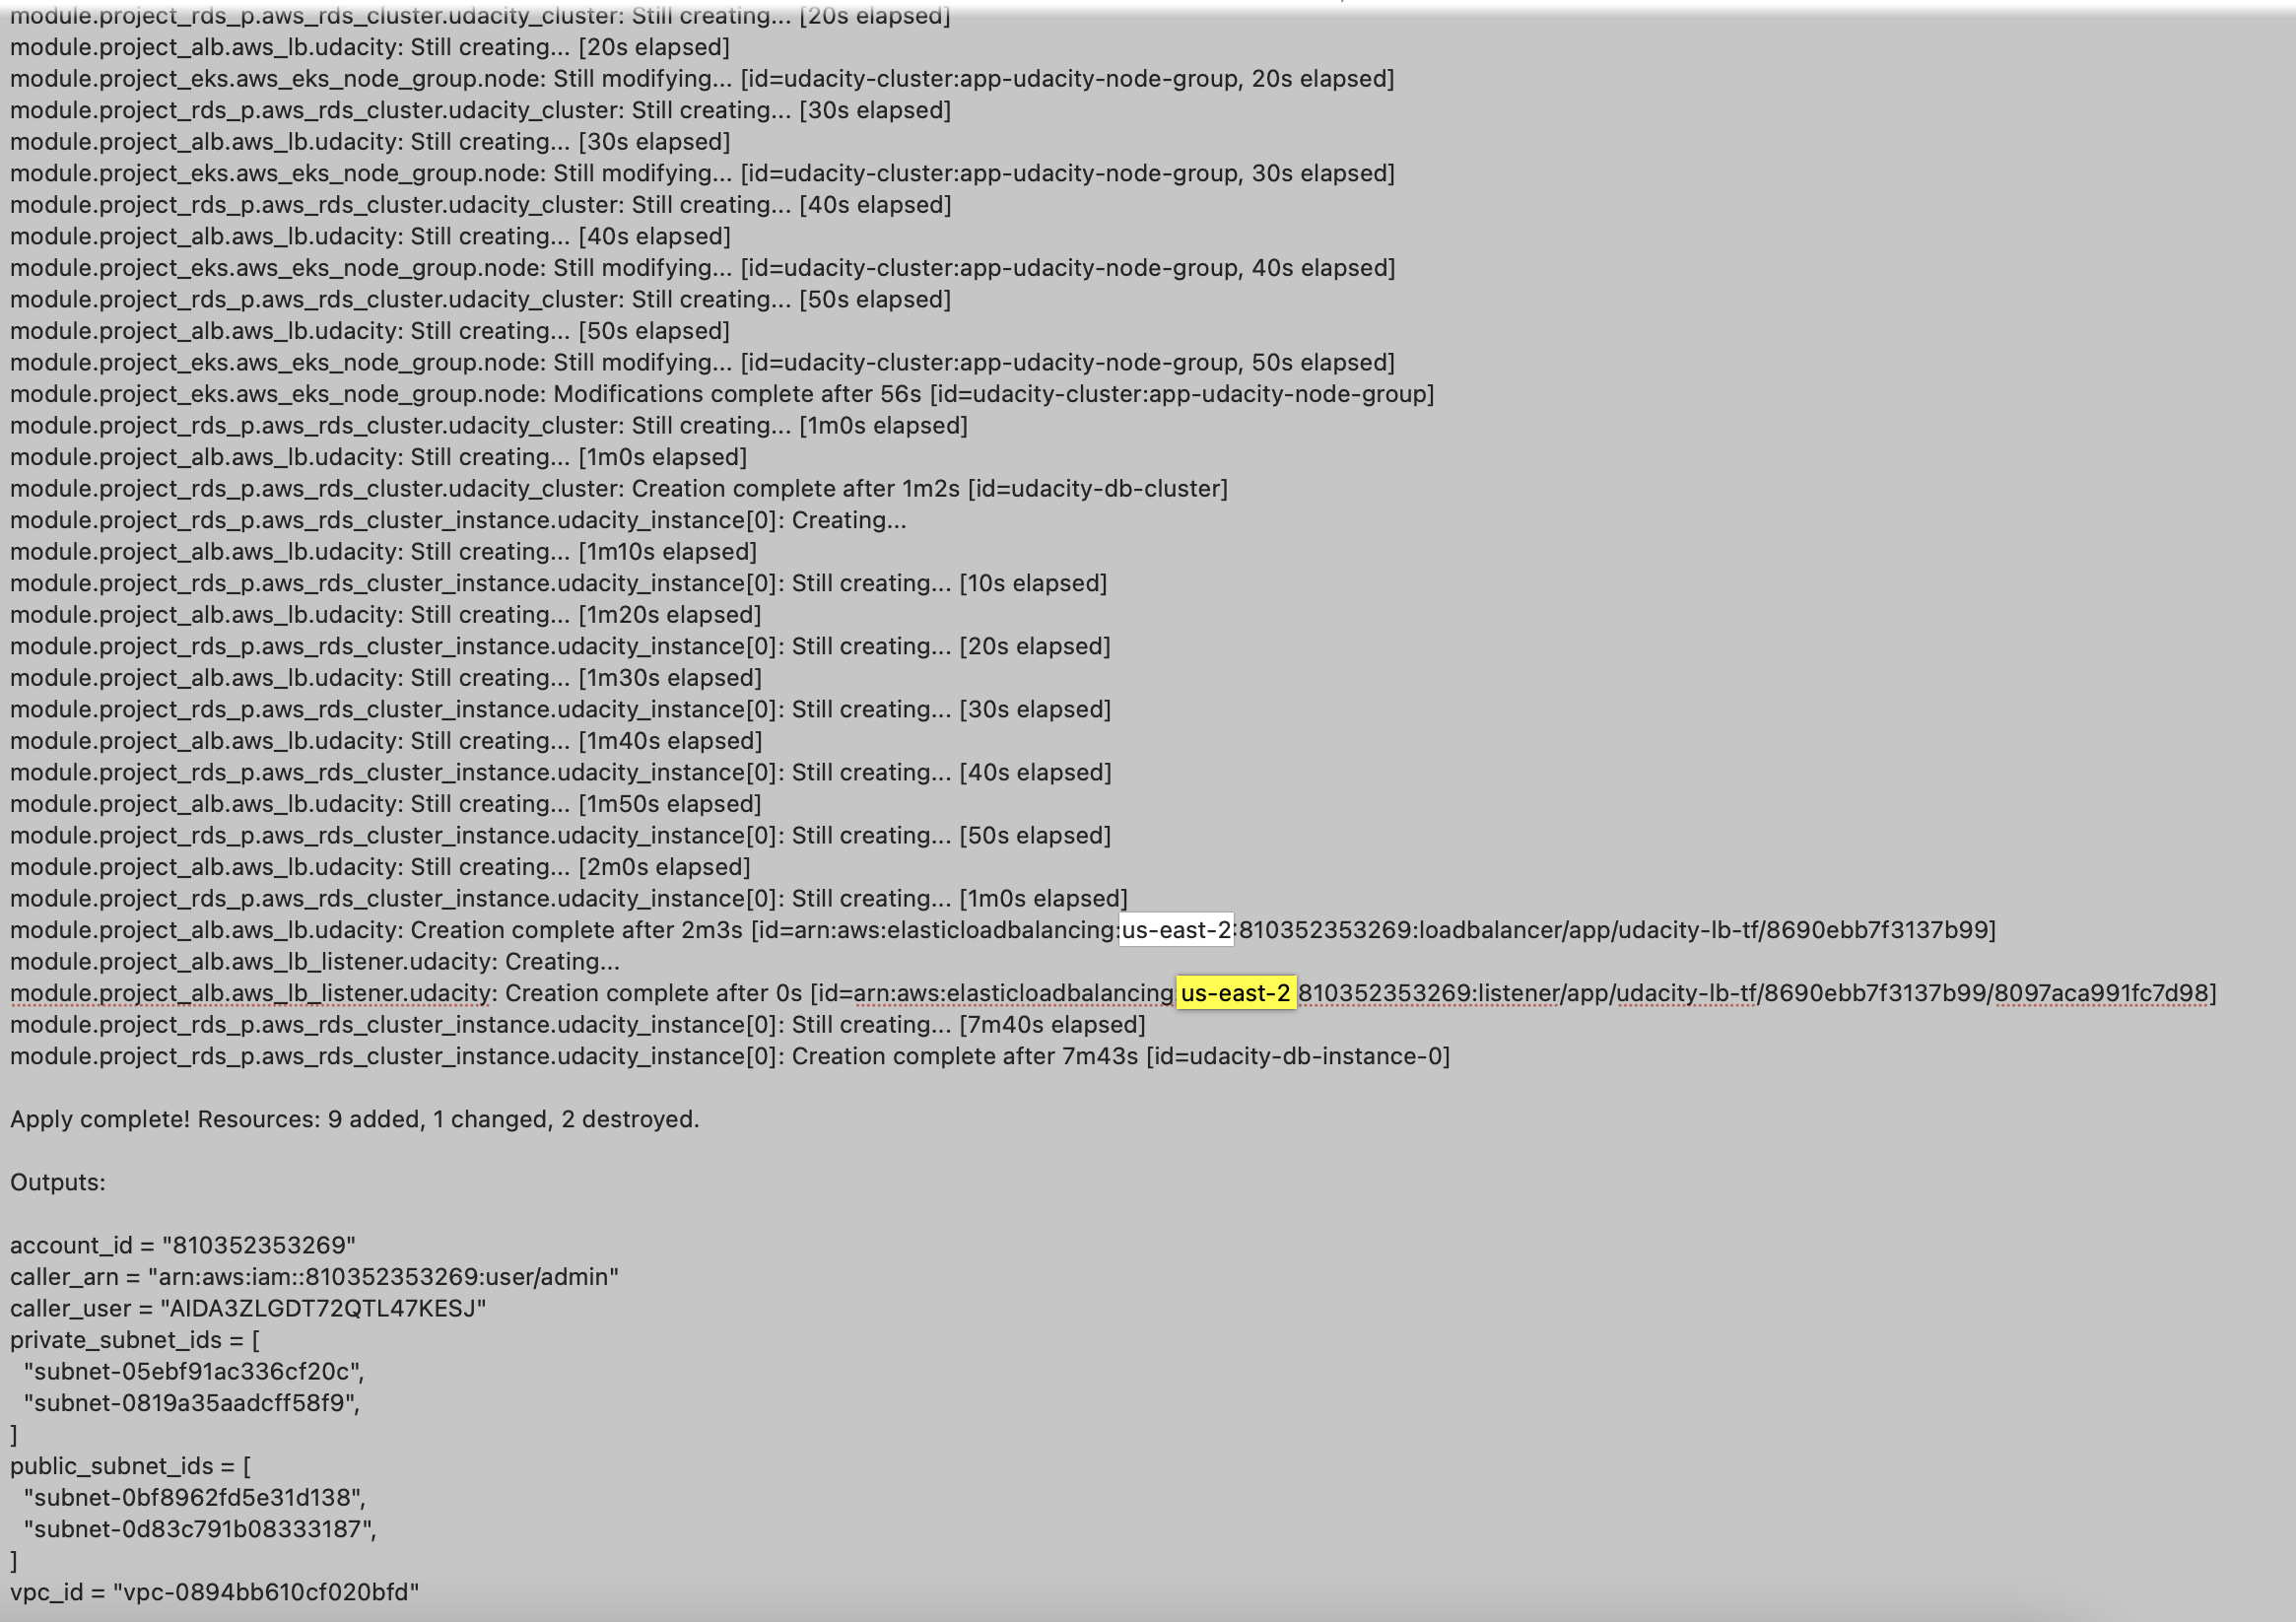 module.project_rds_p.aws_rds_cluster.udacity_cluster: Still creating... [20s elapsed]
module.project_alb.aws_lb.udacity: Still creating... [20s elapsed]
module.project_eks.aws_eks_node_group.node: Still modifying... [id=udacity-cluster:app-udacity-node-group, 20s elapsed]
module.project_rds_p.aws_rds_cluster.udacity_cluster: Still creating... [30s elapsed]
module.project_alb.aws_lb.udacity: Still creating... [30s elapsed]
module.project_eks.aws_eks_node_group.node: Still modifying... [id=udacity-cluster:app-udacity-node-group, 30s elapsed]
module.project_rds_p.aws_rds_cluster.udacity_cluster: Still creating... [40s elapsed]
module.project_alb.aws_lb.udacity: Still creating... [40s elapsed]
module.project_eks.aws_eks_node_group.node: Still modifying... [id=udacity-cluster:app-udacity-node-group, 40s elapsed]
module.project_rds_p.aws_rds_cluster.udacity_cluster: Still creating... [50s elapsed]
module.project_alb.aws_lb.udacity: Still creating... [50s elapsed]
module.project_eks.aws_eks_node_group.node: Still modifying... [id=udacity-cluster:app-udacity-node-group, 50s elapsed]
module.project_eks.aws_eks_node_group.node: Modifications complete after 56s [id=udacity-cluster:app-udacity-node-group]
module.project_rds_p.aws_rds_cluster.udacity_cluster: Still creating... [1m0s elapsed]
module.project_alb.aws_lb.udacity: Still creating... [1m0s elapsed]
module.project_rds_p.aws_rds_cluster.udacity_cluster: Creation complete after 1m2s [id=udacity-db-cluster]
module.project_rds_p.aws_rds_cluster_instance.udacity_instance[0]: Creating...
module.project_alb.aws_lb.udacity: Still creating... [1m10s elapsed]
module.project_rds_p.aws_rds_cluster_instance.udacity_instance[0]: Still creating... [10s elapsed]
module.project_alb.aws_lb.udacity: Still creating... [1m20s elapsed]
module.project_rds_p.aws_rds_cluster_instance.udacity_instance[0]: Still creating... [20s elapsed]
module.project_alb.aws_lb.udacity: Still creating... [1m30s elapsed]
module.project_rds_p.aws_rds_cluster_instance.udacity_instance[0]: Still creating... [30s elapsed]
module.project_alb.aws_lb.udacity: Still creating... [1m40s elapsed]
module.project_rds_p.aws_rds_cluster_instance.udacity_instance[0]: Still creating... [40s elapsed]
module.project_alb.aws_lb.udacity: Still creating... [1m50s elapsed]
module.project_rds_p.aws_rds_cluster_instance.udacity_instance[0]: Still creating... [50s elapsed]
module.project_alb.aws_lb.udacity: Still creating... [2m0s elapsed]
module.project_rds_p.aws_rds_cluster_instance.udacity_instance[0]: Still creating... [1m0s elapsed]
module.project_alb.aws_lb.udacity: Creation complete after 2m3s [id=arn:aws:elasticloadbalancing:us-east-2:810352353269:loadbalancer/app/udacity-lb-tf/8690ebb7f3137b99]
module.project_alb.aws_lb_listener.udacity: Creating...
module.project_alb.aws_lb_listener.udacity: Creation complete after 0s [id=arn:aws:elasticloadbalancing:us-east-2:810352353269:listener/app/udacity-lb-tf/8690ebb7f3137b99/8097aca991fc7d98]
module.project_rds_p.aws_rds_cluster_instance.udacity_instance[0]: Still creating... [7m40s elapsed]
module.project_rds_p.aws_rds_cluster_instance.udacity_instance[0]: Creation complete after 7m43s [id=udacity-db-instance-0]
Apply complete! Resources: 9 added, 1 changed, 2 destroyed.
Outputs:
account_id = "810352353269"
caller_arn = "arn:aws:iam::810352353269:user/admin"
caller_user = "AIDA3ZLGDT72QTL47KESJ"
private_subnet_ids = [
"subnet-05ebf91ac336cf20c",
"subnet-0819a35aadcff58f9",
]
public_subnet_ids = [
"subnet-0bf8962fd5e31d138",
"subnet-0d83c791b08333187",
]
vpc_id = "vpc-0894bb610cf020bfd"